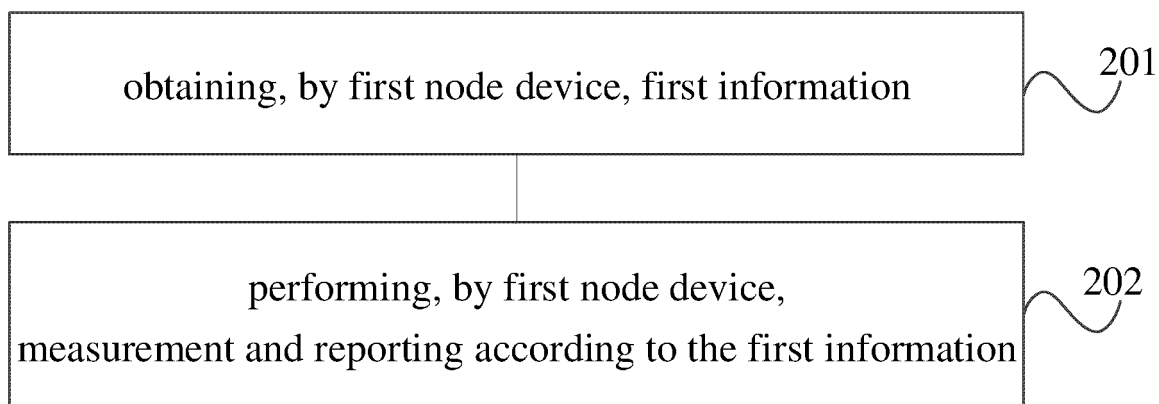 obtaining, by first node device, first information
201
performing, by first node device,
202
measurement and reporting according to the first information